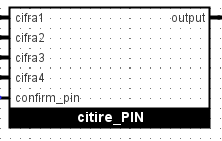 cifra1 output
cifra2
cifra3
cifra4
confirm_pin
citire_PIN